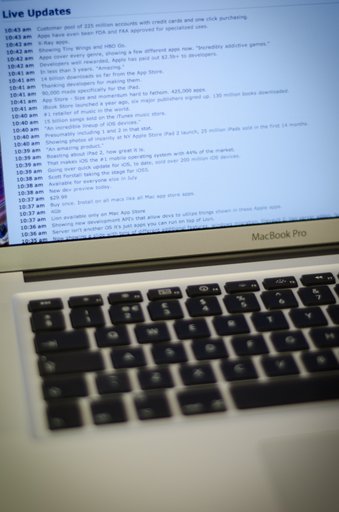 Live Updates
10:43 am Customer pool of 225 million accounts with credit cards and one click purchasing.
10:43 am Apps have even been FDA and FAA approved for specialized uses.
10:43 am X-Ray apps.
10:42 am Showing Tiny Wings and HBO Go.
10:42 am Apps cover every genre, showing a few different apps now. "Incredibly addictive games."
10:42 am Developers well rewarded. Apple has paid out $2.5b+ to developers.
10:41 am In less than 3 years. "Amazing."
10:41 am 14 billion downloads so far from the App Store.
10:41 am Thanking developers for making them.
10:41 am 90,000 made specifically for the iPad.
10:41 am App Store - Size and momentum hard to fathom. 425,000 apps.
10:41 am iBook Store launched a year ago, six major publishers signed up, 130 million books downloaded.
10:40 am #1 retailer of music in the world.
10:40 am 15 billion songs sold on the iTunes music store.
10:40 am "An incredible lineup of iOS devices."
10:40 am Presumably including 1 and 2 in that stat.
10:40 am Showing photos of insanity at NY Apple Store iPad 2 launch, 25 million iPads sold in the first 14 months
10:39 am "An amazing product."
10:39 am Boasting about iPad 2, how great it is.
10:39 am That makes iOS the #1 mobile operating system with 44% of the market.
10:39 am Going over quick update for iOS, to date, sold over 200 million iOS devices.
10:38 am Scott Forstall taking the stage for iOS5.
10:38 am Available for everyone else in July
10:38 am New dev preview today.
10:38 am $29.99
10:37 am Buy once. Install on all macs like all Mac app store apps.
10:37 am 4Gb
10:37 am Lion available only on Mac App Store
10:36 am Showing new development API's that allow devs to utilize things shown in these Apple apps.
10:36 am Server isn't another OS it's just apps you can run on top of Lion.
10:35 am
MacBook Pro